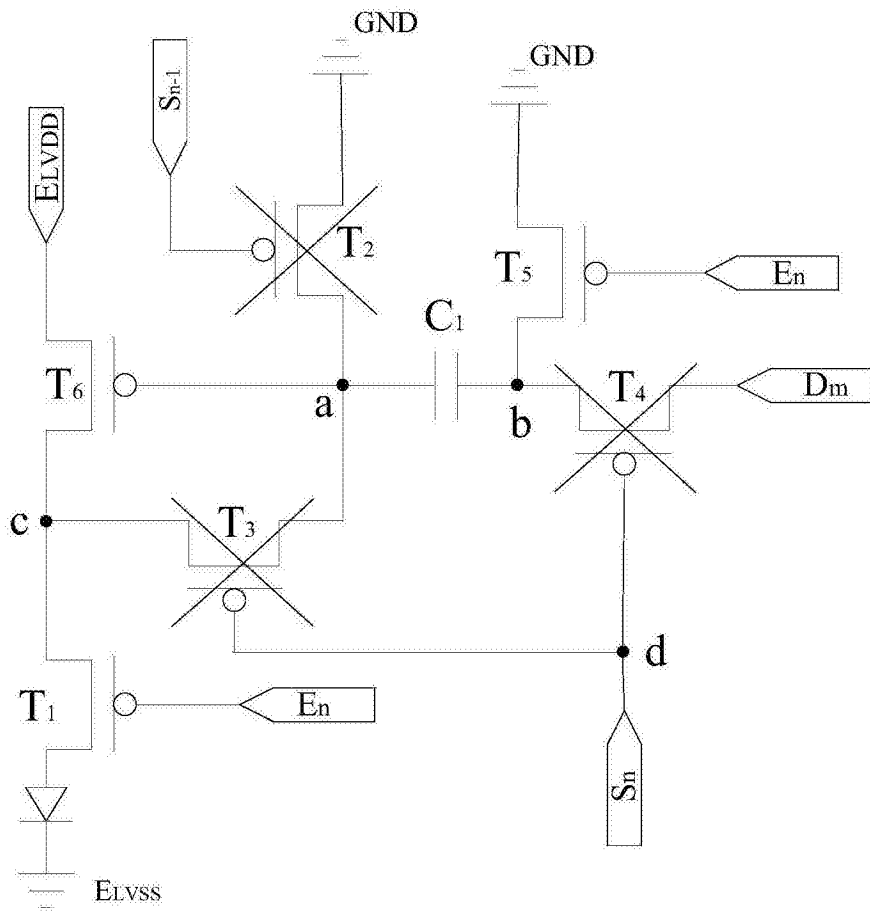 GND
Sn-1
GND
ELVDD
T2
T5
En
C1
T6
a
b
T4
Dm
c
T3
d
T1
En
Sn
ELVSS